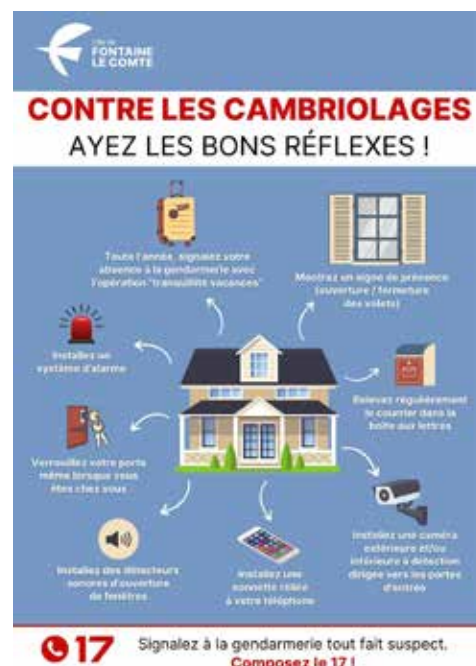 Ville de
FONTAINE
LE COMTE
CONTRE LES CAMBRIOLAGES
AYEZ LES BONS RÉFLEXES !
Toute l'année, signalez votre
absence à la gendarmerie avec
l'opération "tranquillité vacances"
Montrez un signe de présence
(ouverture / fermeture
des volets)
Installez un
système d'alarme
Relevez régulièrement
le courrier dans la
boîte aux lettres
Verrouillez votre porte
même lorsque vous
êtes chez vous
Installez une caméra
extérieure et/ou
intérieure à détection
dirigée vers les portes
d'entrée
Installez des détecteurs
sonores d'ouverture
de fenêtres
Installez une
sonnette reliée
à votre téléphone
17 Signalez à la gendarmerie tout fait suspect.
Composez le 17 !